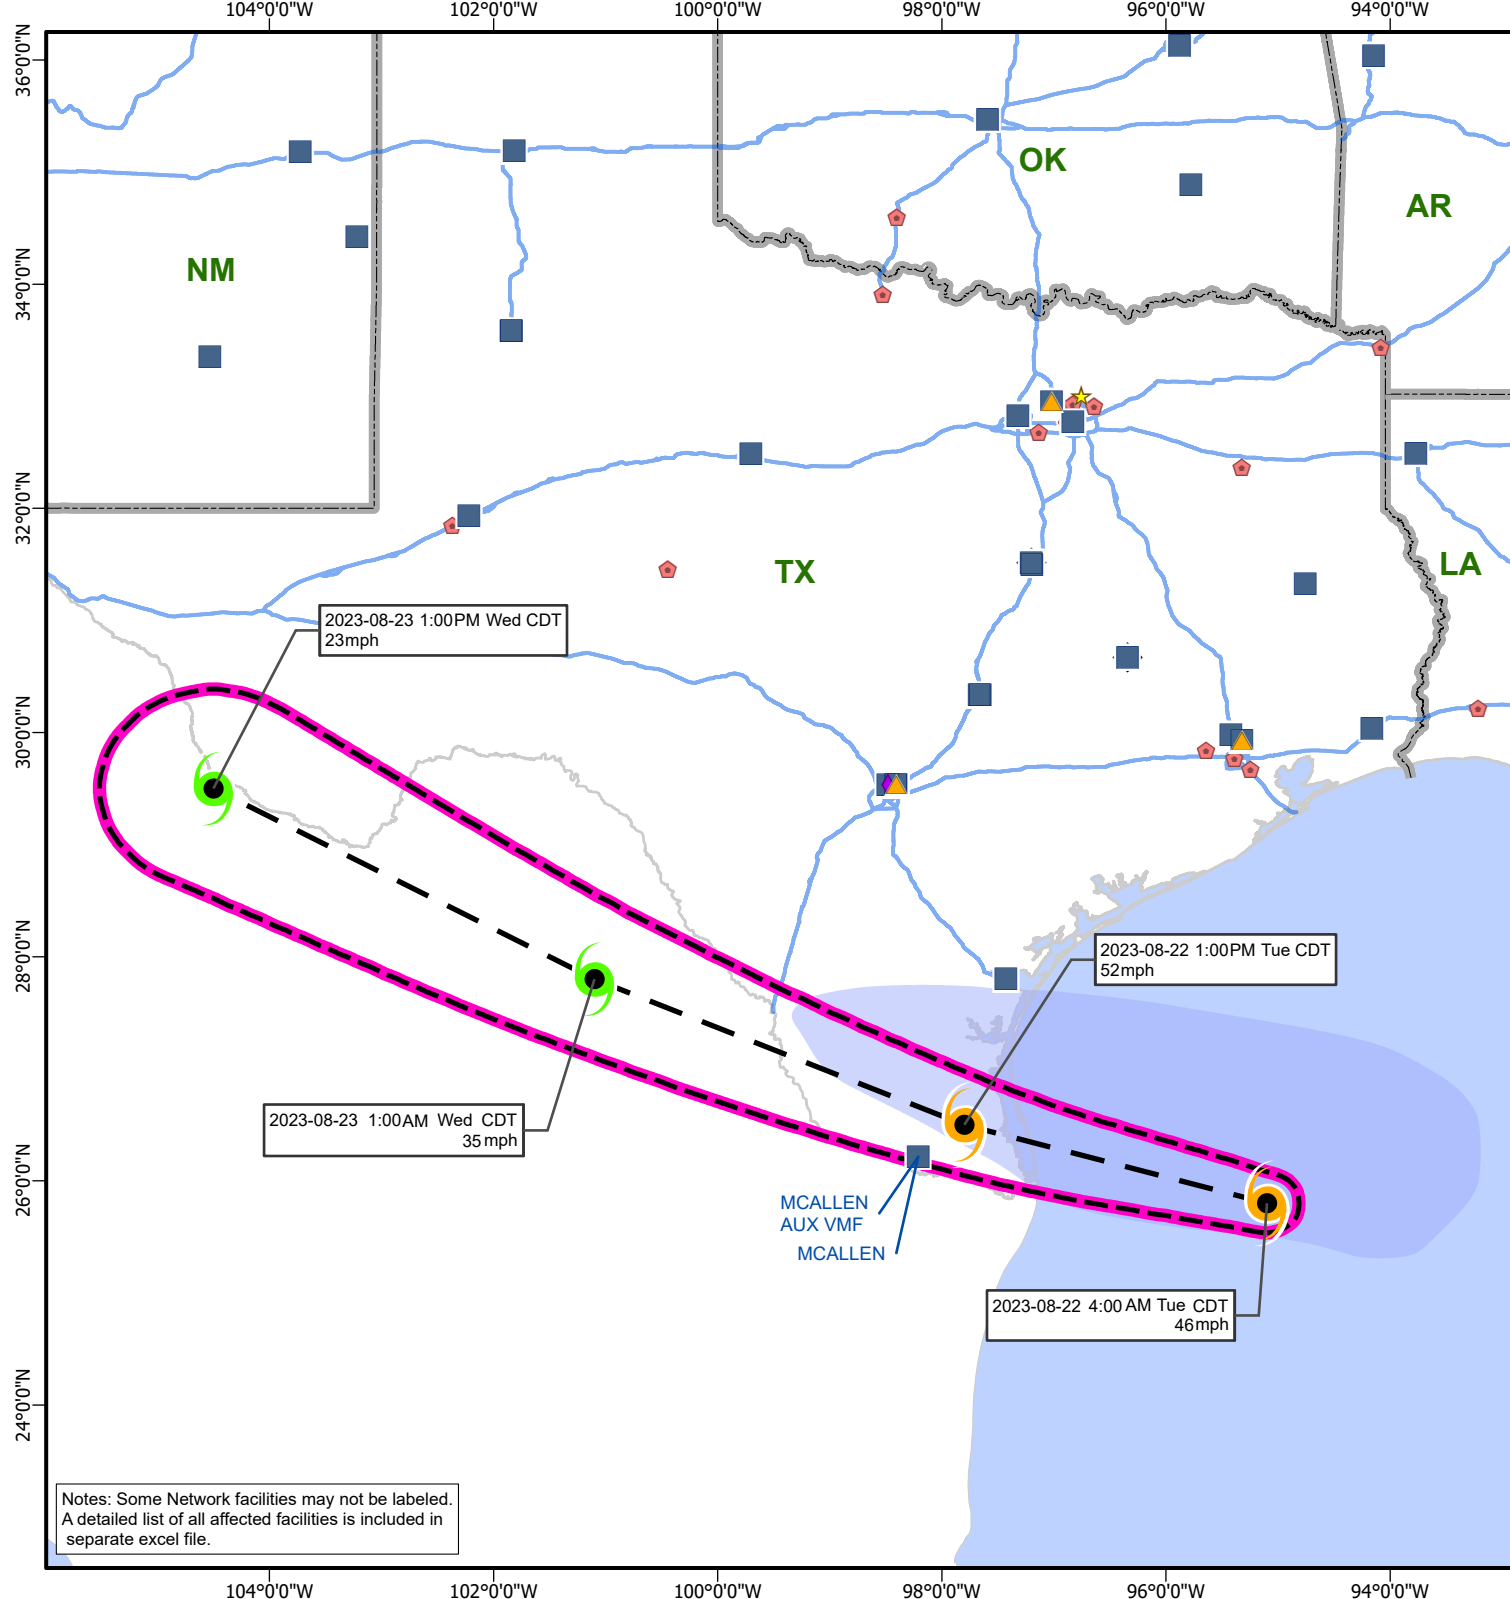 104°0'0"W
102°0'0"W
100°0'0"W
98°0'0"W
96°0'0"W
94°0'0"W
36°0'0"N
34°0'0"N
32°0'0"N
30°0'0"N
28°0'0"N
26°0'0"N
24°0'0"N
OK
AR
NM
TX
LA
2023-08-23 1:00PM Wed CDT
23mph
2023-08-22 1:00PM Tue CDT
52mph
2023-08-23 1:00AM Wed CDT
35mph
MCALLEN
AUX VMF
MCALLEN
2023-08-22 4:00AM Tue CDT
46mph
Notes: Some Network facilities may not be labeled.
A detailed list of all affected facilities is included in
separate excel file.
104°0'0"W
102°0'0"W
100°0'0"W
98°0'0"W
96°0'0"W
94°0'0"W